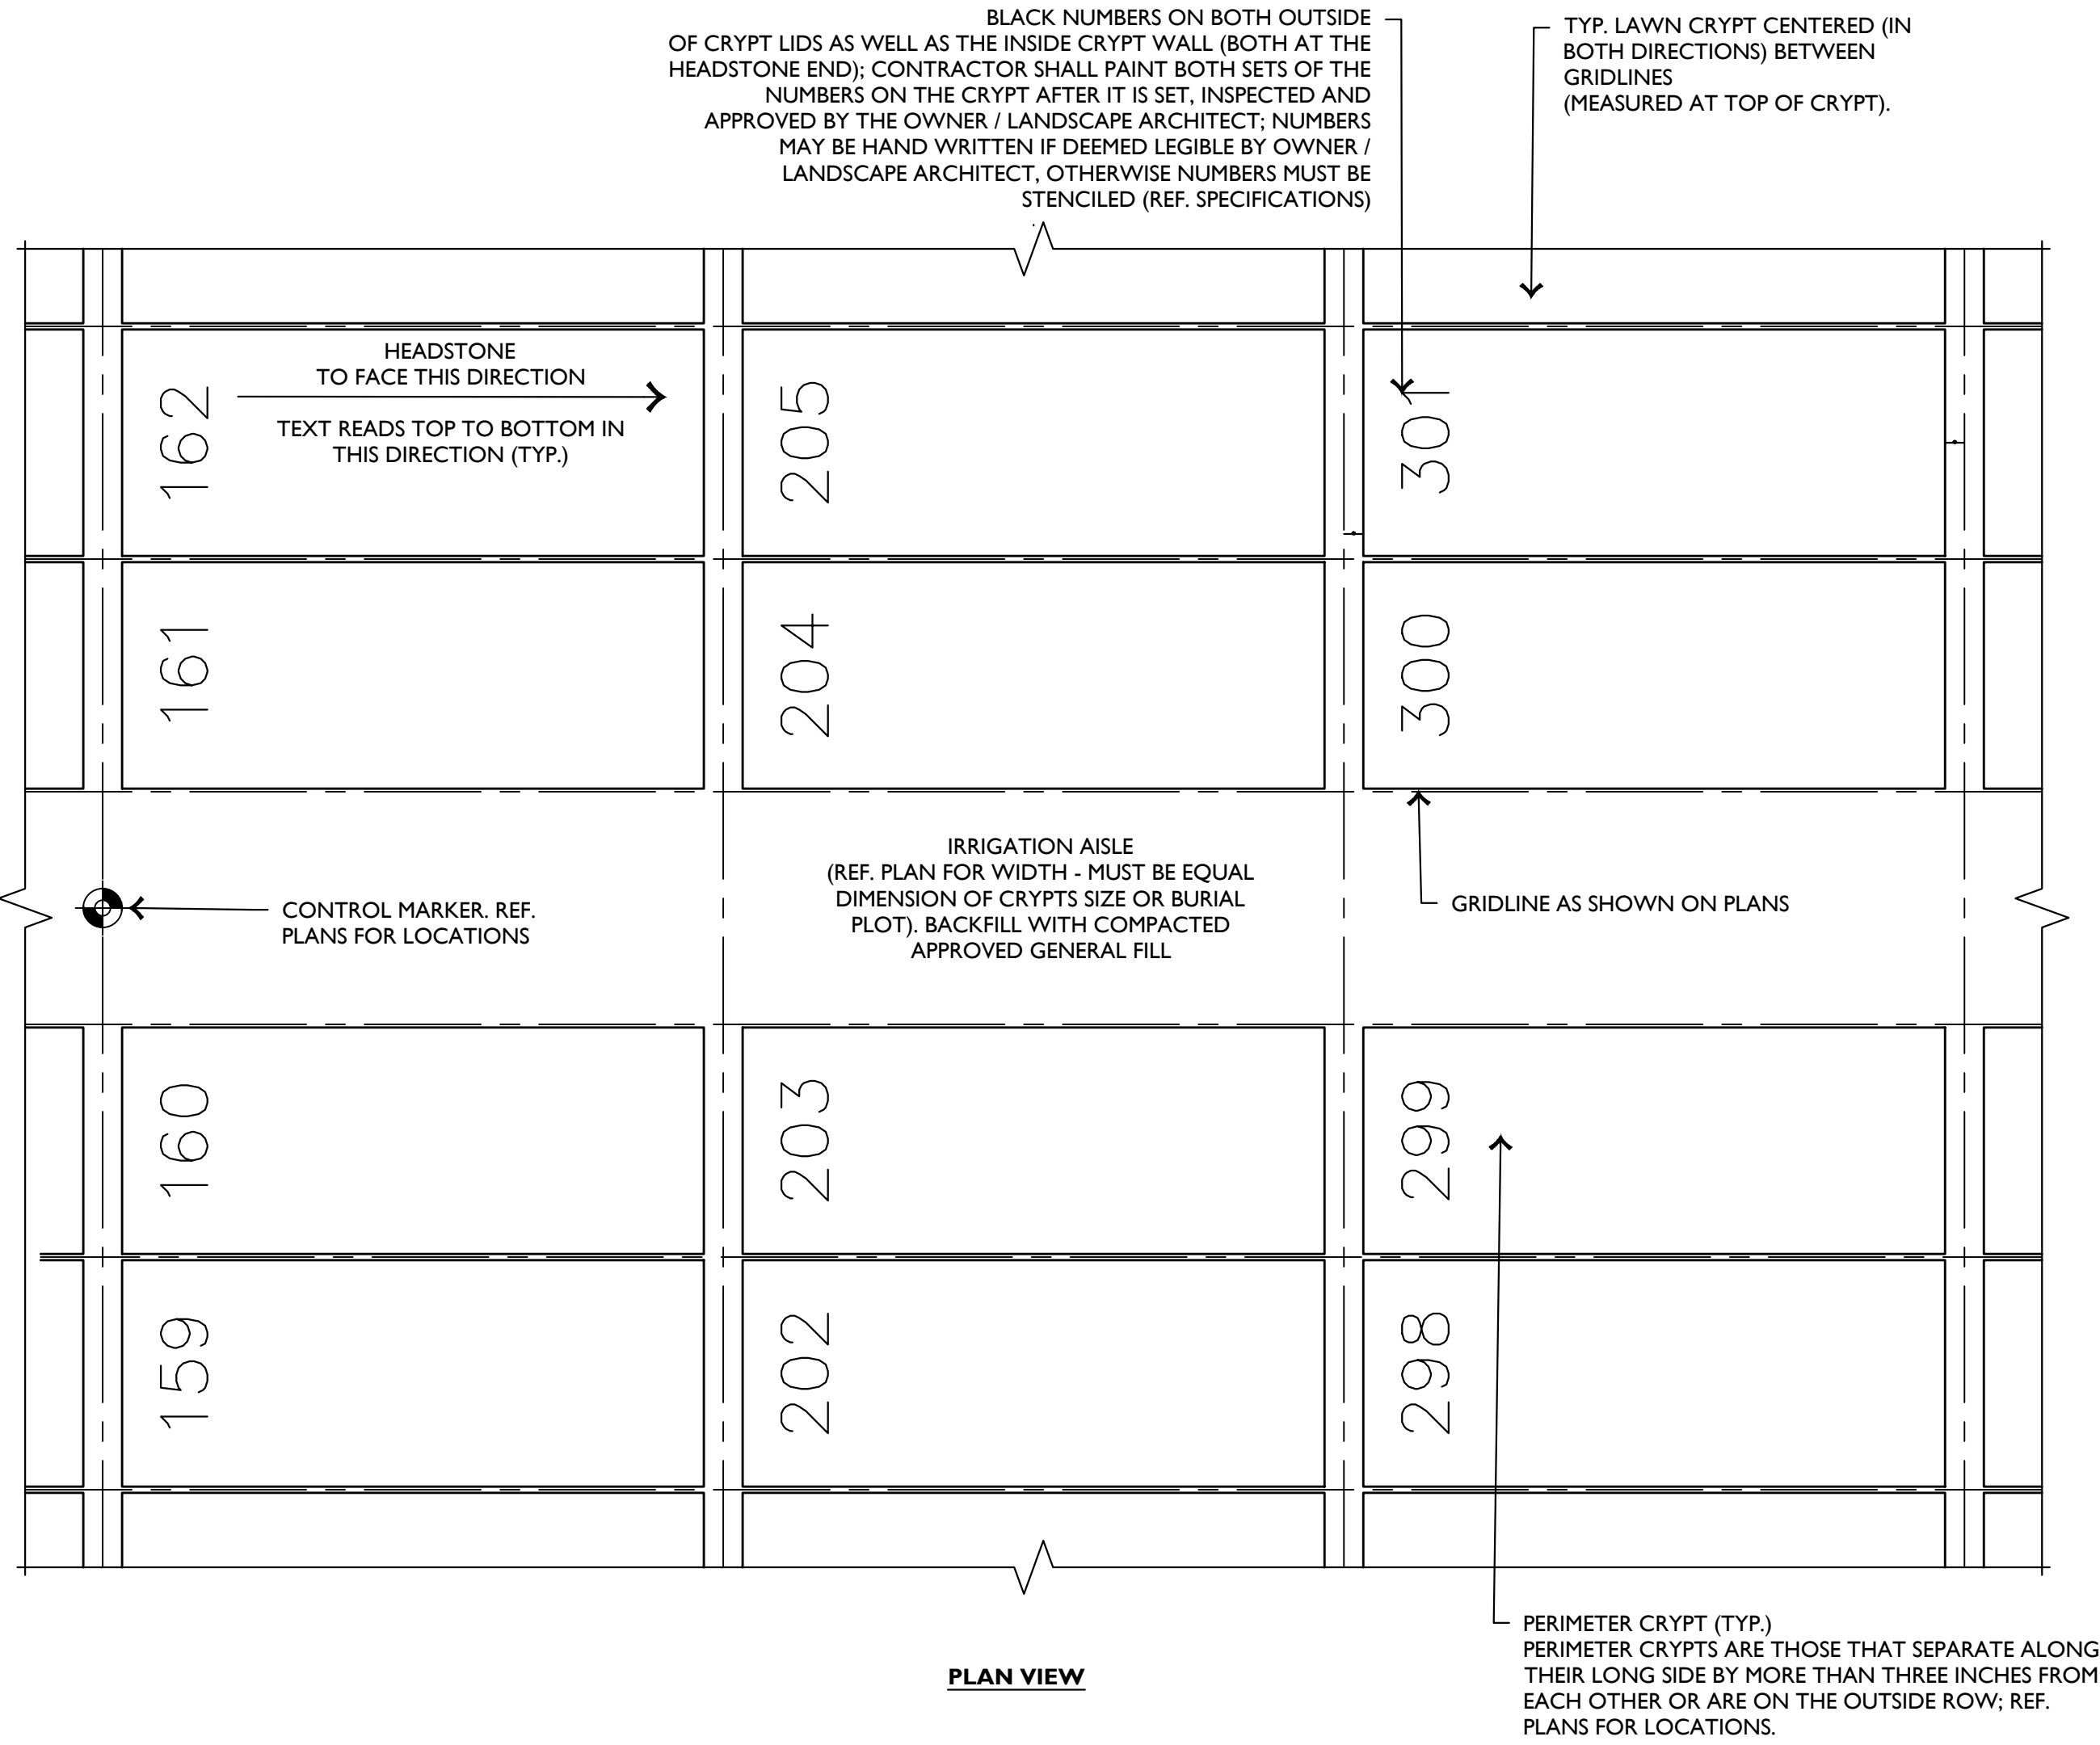 BLACK NUMBERS ON BOTH OUTSIDE
OF CRYPT LIDS AS WELL AS THE INSIDE CRYPT WALL (BOTH AT THE
HEADSTONE END); CONTRACTOR SHALL PAINT BOTH SETS OF THE
NUMBERS ON THE CRYPT AFTER IT IS SET, INSPECTED AND
APPROVED BY THE OWNER / LANDSCAPE ARCHITECT; NUMBERS
MAY BE HAND WRITTEN IF DEEMED LEGIBLE BY OWNER /
LANDSCAPE ARCHITECT, OTHERWISE NUMBERS MUST BE
STENCILED (REF. SPECIFICATIONS)
TYP. LAWN CRYPT CENTERED (IN
BOTH DIRECTIONS) BETWEEN
GRIDLINES
(MEASURED AT TOP OF CRYPT).
162
HEADSTONE
TO FACE THIS DIRECTION
TEXT READS TOP TO BOTTOM IN
THIS DIRECTION (TYP.)
205
301
161
204
300
CONTROL MARKER. REF.
PLANS FOR LOCATIONS
IRRIGATION AISLE
(REF. PLAN FOR WIDTH - MUST BE EQUAL
DIMENSION OF CRYPTS SIZE OR BURIAL
PLOT). BACKFILL WITH COMPACTED
APPROVED GENERAL FILL
GRIDLINE AS SHOWN ON PLANS
160
203
299
159
202
298
PERIMETER CRYPT (TYP.)
PERIMETER CRYPTS ARE THOSE THAT SEPARATE ALONG
THEIR LONG SIDE BY MORE THAN THREE INCHES FROM
EACH OTHER OR ARE ON THE OUTSIDE ROW; REF.
PLANS FOR LOCATIONS.
PLAN VIEW